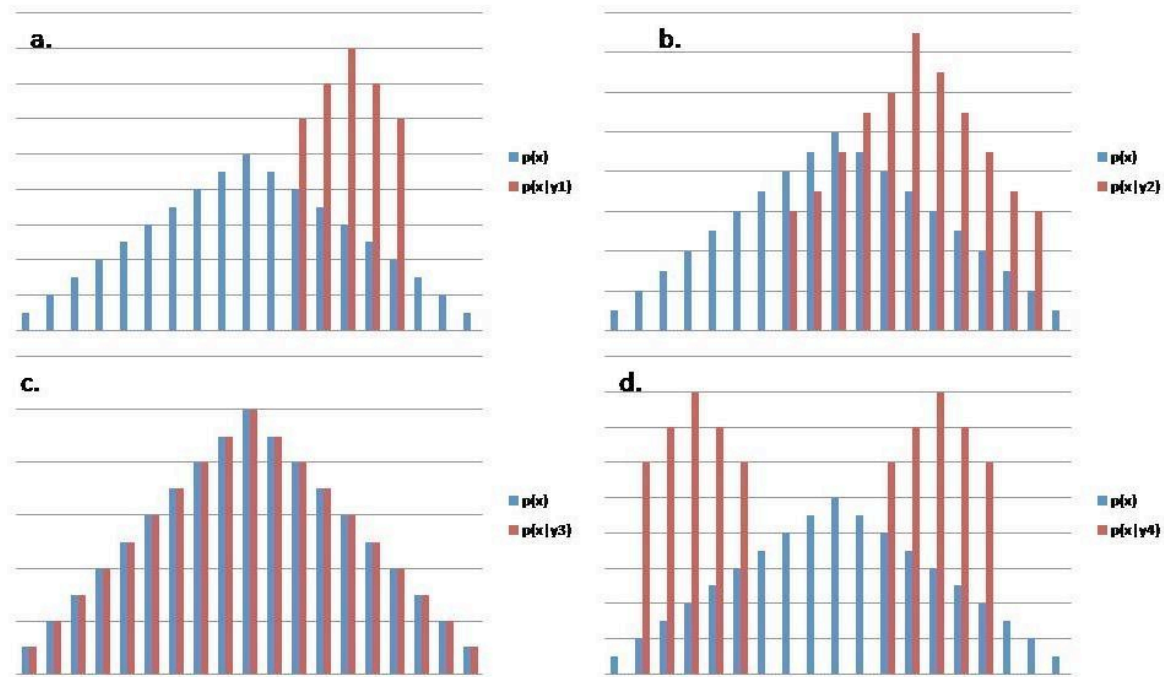 a.
p(x)
p(x|y1)
b.
p(x)
p(x|y2)
c.
p(x)
p(x|y3)
d.
p(x)
p(x|y4)